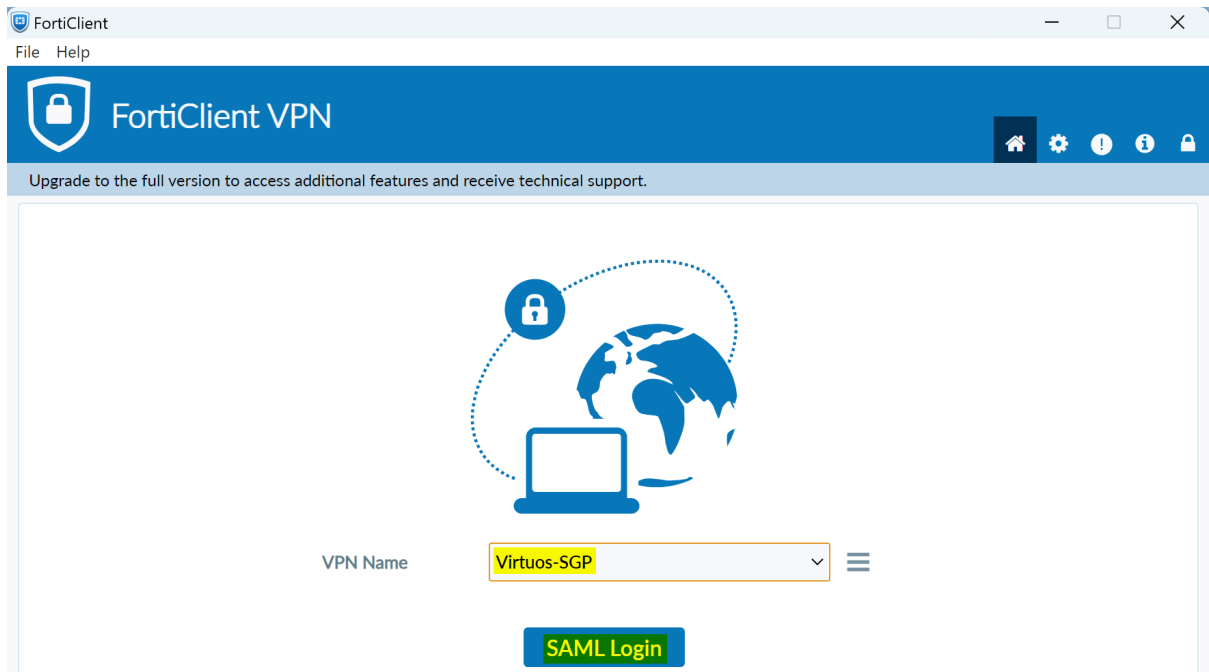 FortiClient
File Help
FortiClient VPN
Upgrade to the full version to access additional features and receive technical support.
VPN Name
Virtuos-SGP
SAML Login